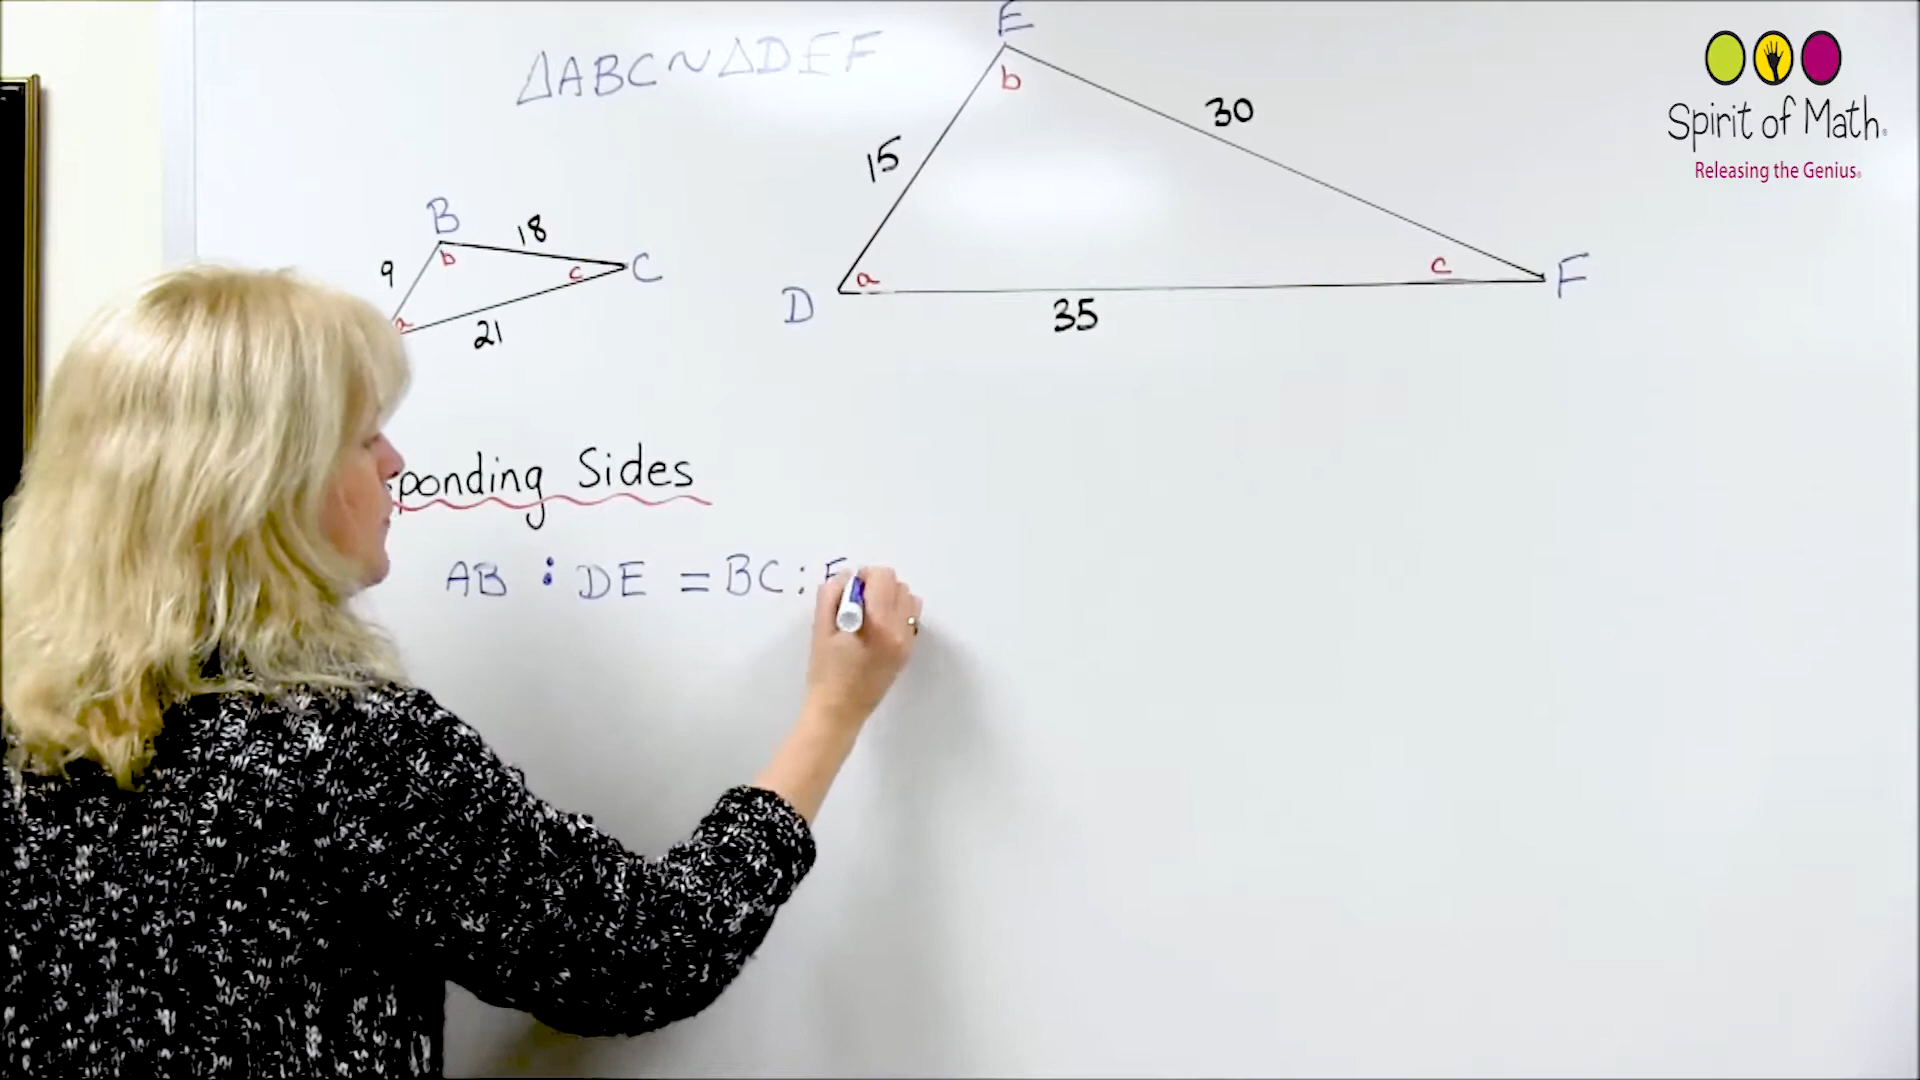 △ABC~△DEF
E
b
30
15
a
D
c
F
35
B
18
9
b
c
C
a
21
ponding Sides
AB : DE = BC : E
Spirit of Math
Releasing the Genius